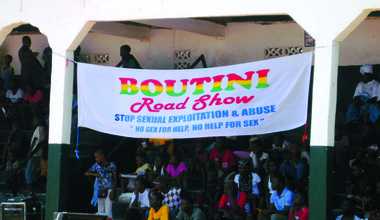 BOUTINI
Road Show
STOP SEXUAL EXPLOITATION & ABUSE
" NO SEX FOR HELP, NO HELP FOR SEX "